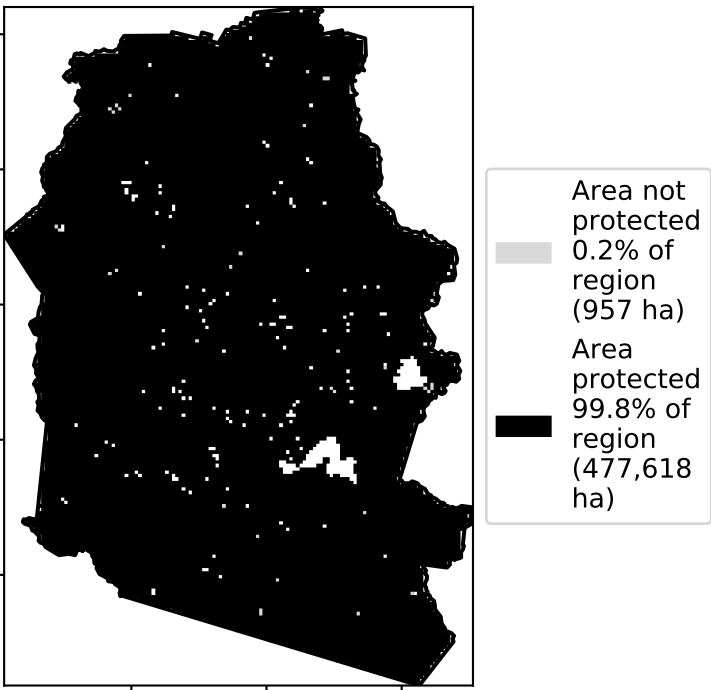 Area not
protected
0.2% of
region
(957 ha)
Area
protected
99.8% of
region
(477,618
ha)